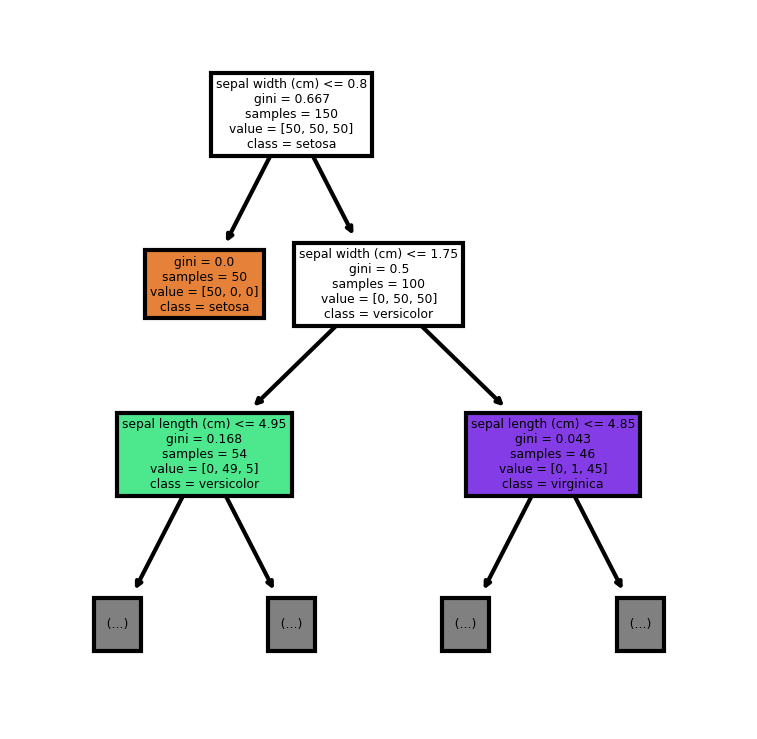 sepal width (cm) <= 0.8
gini = 0.667
samples = 150
value = [50, 50, 50]
class = setosa
gini = 0.0
samples = 50
value = [50, 0, 0]
class = setosa
sepal width (cm) <= 1.75
gini = 0.5
samples = 100
value = [0, 50, 50]
class = versicolor
sepal length (cm) <= 4.95
gini = 0.168
samples = 54
value = [0, 49, 5]
class = versicolor
sepal length (cm) <= 4.85
gini = 0.043
samples = 46
value = [0, 1, 45]
class = virginica
(...)
(...)
(...)
(...)